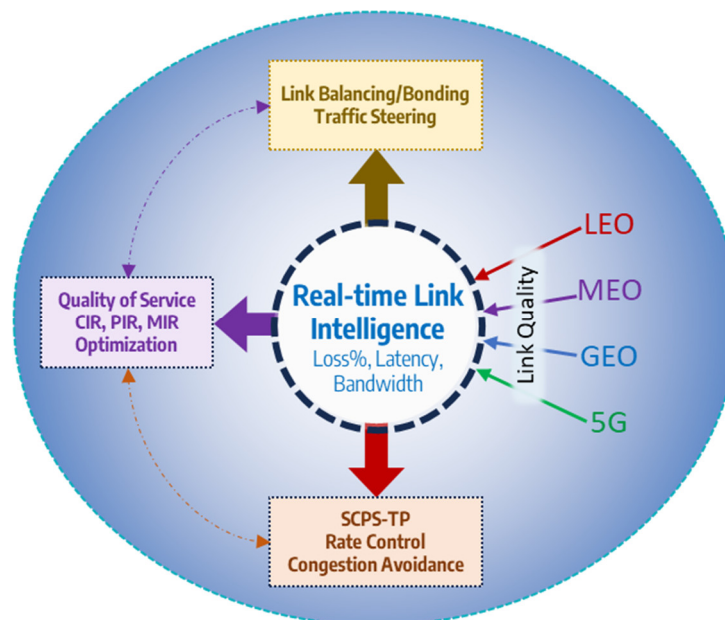 Link Balancing/Bonding
Traffic Steering
Quality of Service
CIR, PIR, MIR
Optimization
Real-time Link
Intelligence
Loss%, Latency,
Bandwidth
Link Quality
LEO
MEO
GEO
5G
SCPS-TP
Rate Control
Congestion Avoidance